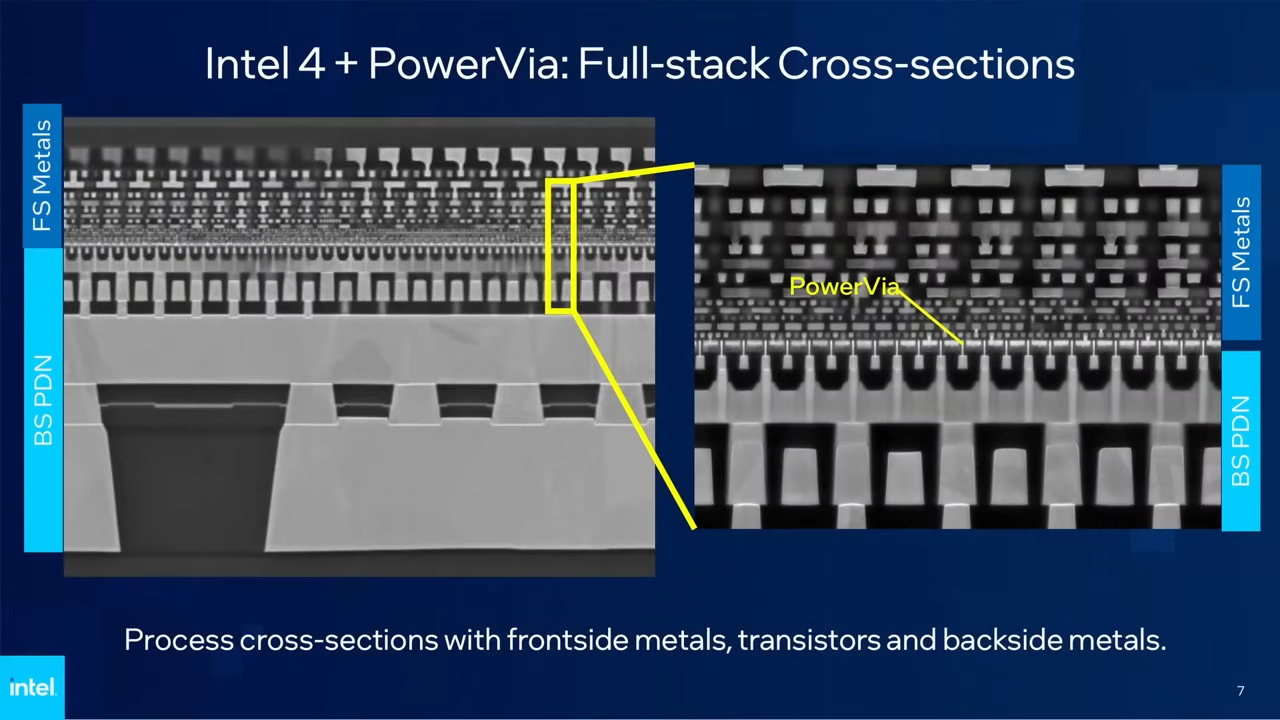 Intel 4 + PowerVia: Full-stack Cross-sections
FS Metals
BS PDN
PowerVia
FS Metals
BS PDN
Process cross-sections with frontside metals, transistors and backside metals.
intel.
7